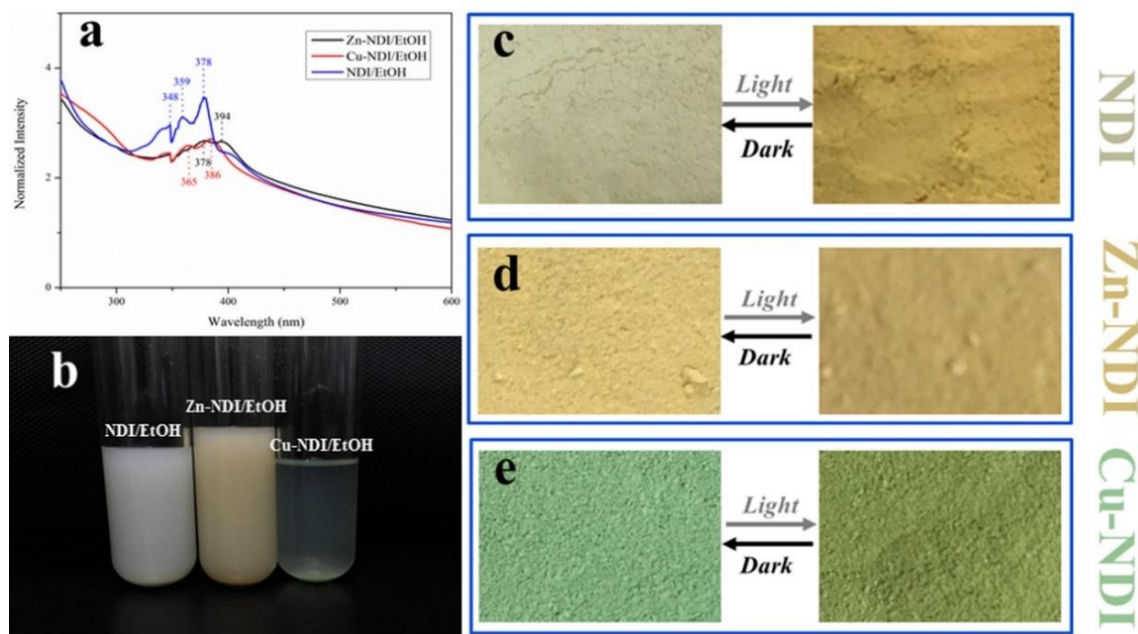 a
Zn-NDI/EtOH
Cu-NDI/EtOH
NDI/EtOH
4
2
0
348
359
378
394
365
378
386
300
400
500
600
Normalized Intensity
Wavelength (nm)
b
NDI/EtOH
Zn-NDI/EtOH
Cu-NDI/EtOH
c
Light
Dark
NDI
d
Light
Dark
Zn-NDI
e
Light
Dark
Cu-NDI